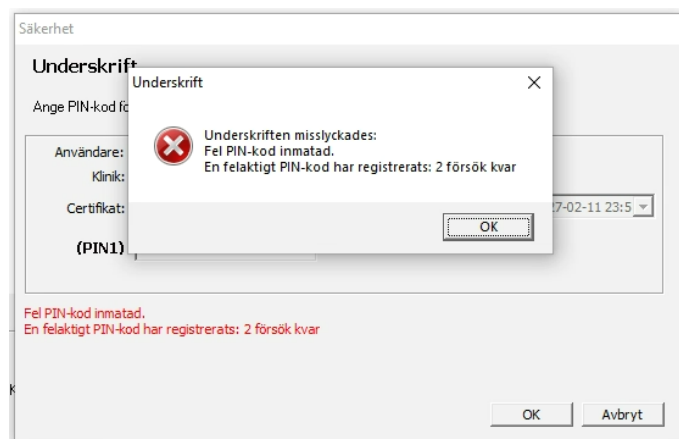 Säkerhet
Underskrift
Ange PIN-kod fo
Underskrift
Underskriften misslyckades:
Fel PIN-kod inmatad.
En felaktigt PIN-kod har registrerats: 2 försök kvar
OK
Användare:
Klinik:
Certifikat:
7-02-11 23:5
(PIN1)
Fel PIN-kod inmatad.
En felaktigt PIN-kod har registrerats: 2 försök kvar
K
OK Avbryt